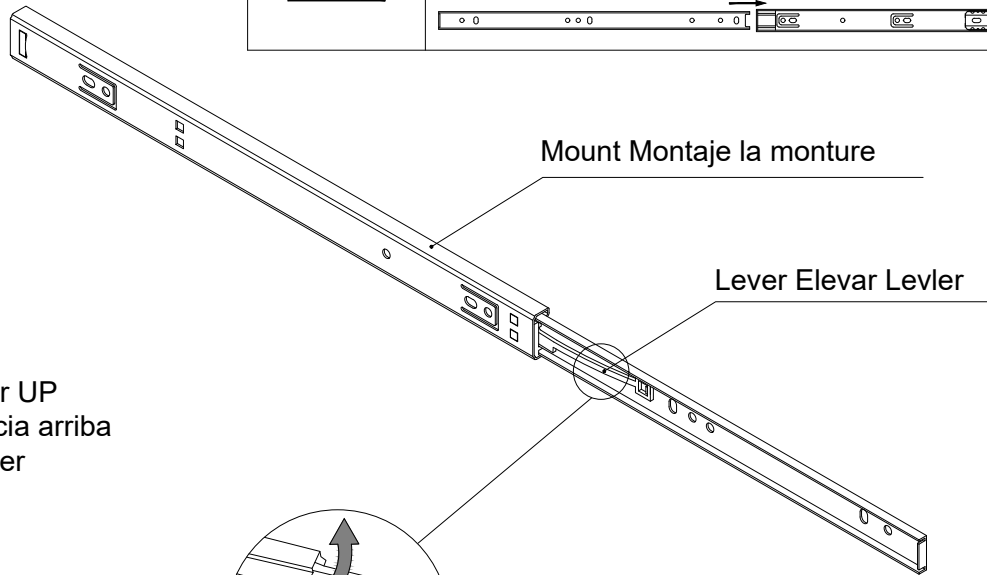 Mount Montaje la monture
Lever Elevar Levler
r UP
cia arriba
er